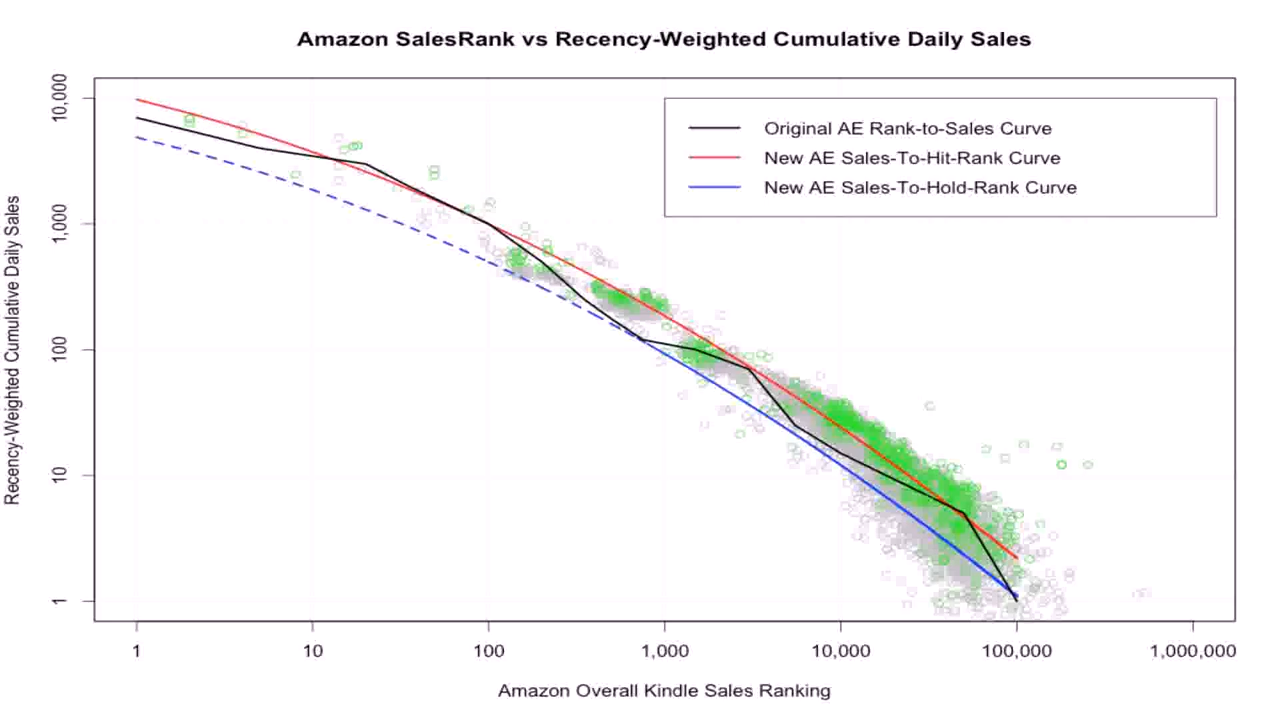 Amazon SalesRank vs Recency-Weighted Cumulative Daily Sales
Original AE Rank-to-Sales Curve
New AE Sales-To-Hit-Rank Curve
New AE Sales-To-Hold-Rank Curve
Recency-Weighted Cumulative Daily Sales
10,000
1,000
100
10
1
1 10 100 1,000 10,000 100,000 1,000,000
Amazon Overall Kindle Sales Ranking